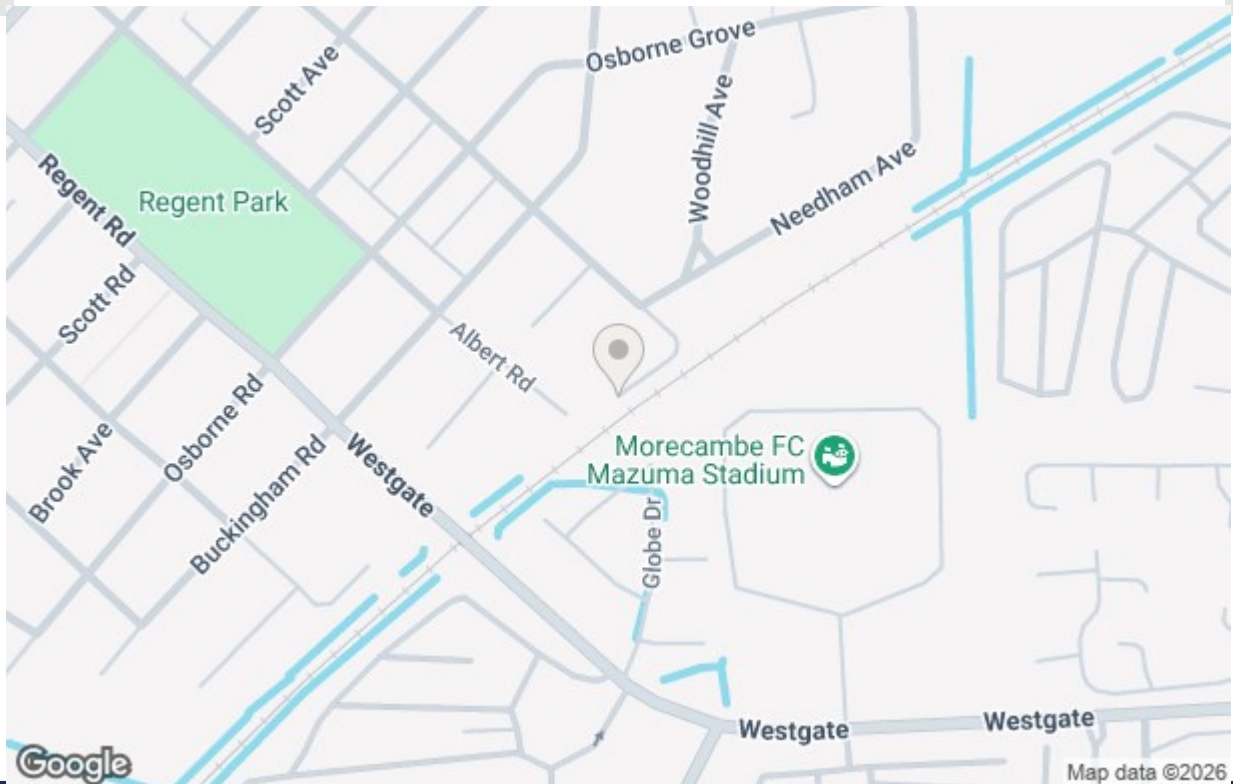 Osborne Grove
Scott Ave
Woodhill Ave
Needham Ave
Regent Park
Regent Rd
Scott Rd
Albert Rd
Morecambe FC
Mazuma Stadium
Osborne Rd
Brook Ave
Buckingham Rd
Westgate
Globe Dr
Westgate
Westgate
Google
Map data ©2026